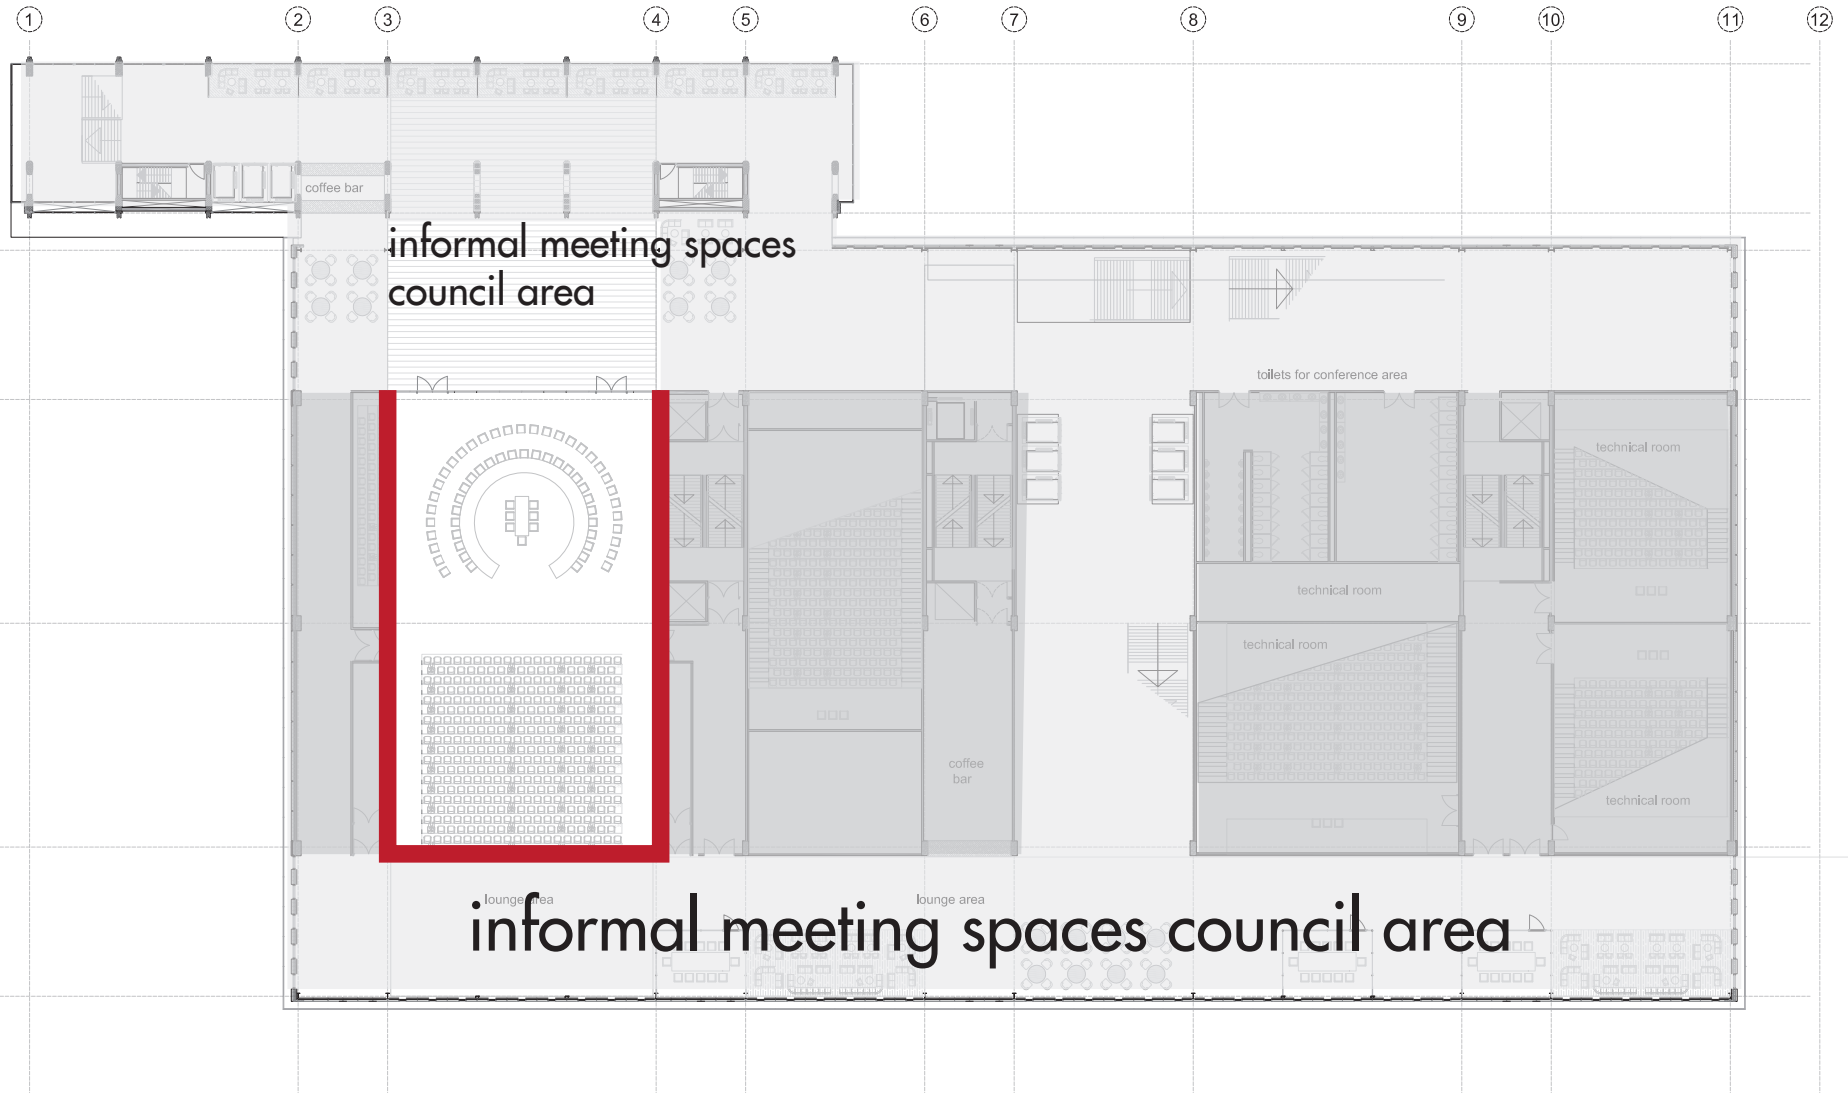 1 2 3 4 5 6 7 8 9 10 11 12
coffee bar
informal meeting spaces
council area
toilets for conference area
technical room
technical room
technical room
technical room
coffee
bar
technical room
lounge area
lounge area
informal meeting spaces council area